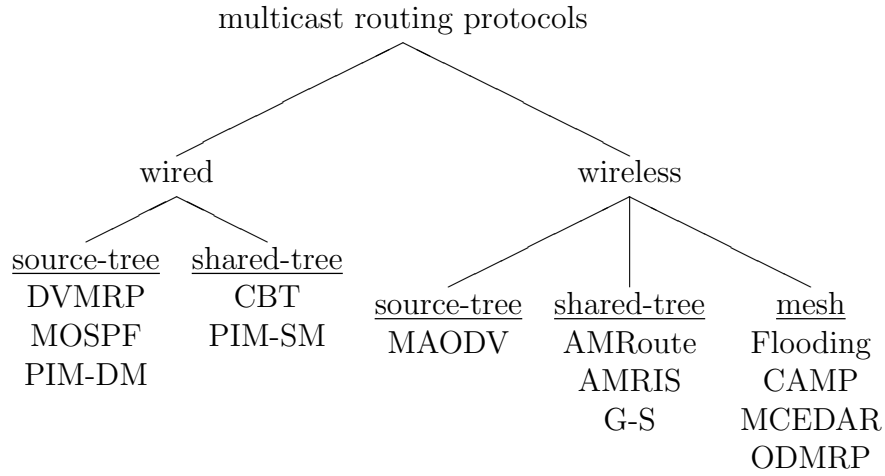 multicast routing protocols
wired
wireless
source-tree
DVMRP
MOSPF
PIM-DM
shared-tree
CBT
PIM-SM
source-tree
MAODV
shared-tree
AMRoute
AMRIS
G-S
mesh
Flooding
CAMP
MCEDAR
ODMRP